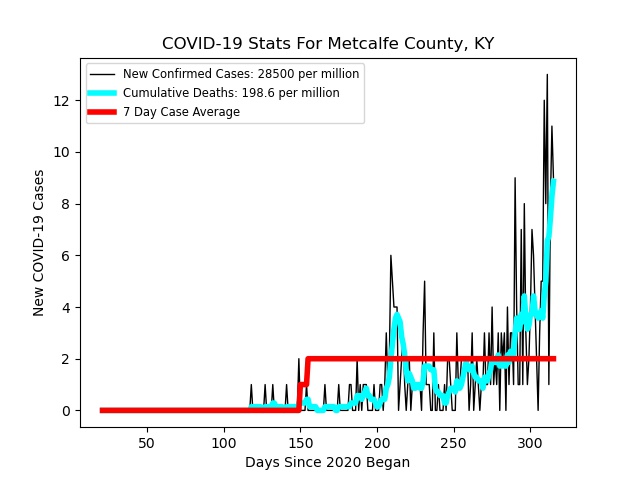 COVID-19 Stats For Metcalfe County, KY
New Confirmed Cases: 28500 per million
Cumulative Deaths: 198.6 per million
7 Day Case Average
New COVID-19 Cases
12
10
8
6
4
2
0
50 100 150 200 250 300
Days Since 2020 Began